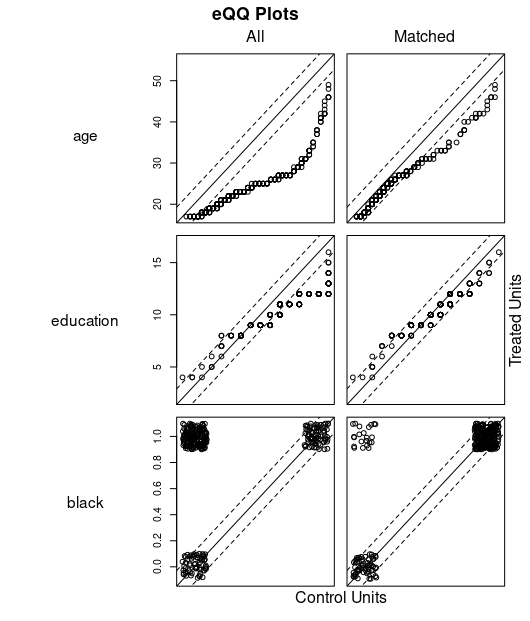 eQQ Plots
All Matched
age
20 30 40 50
education
5 10 15
black
0.0 0.2 0.4 0.6 0.8 1.0
Treated Units
Control Units